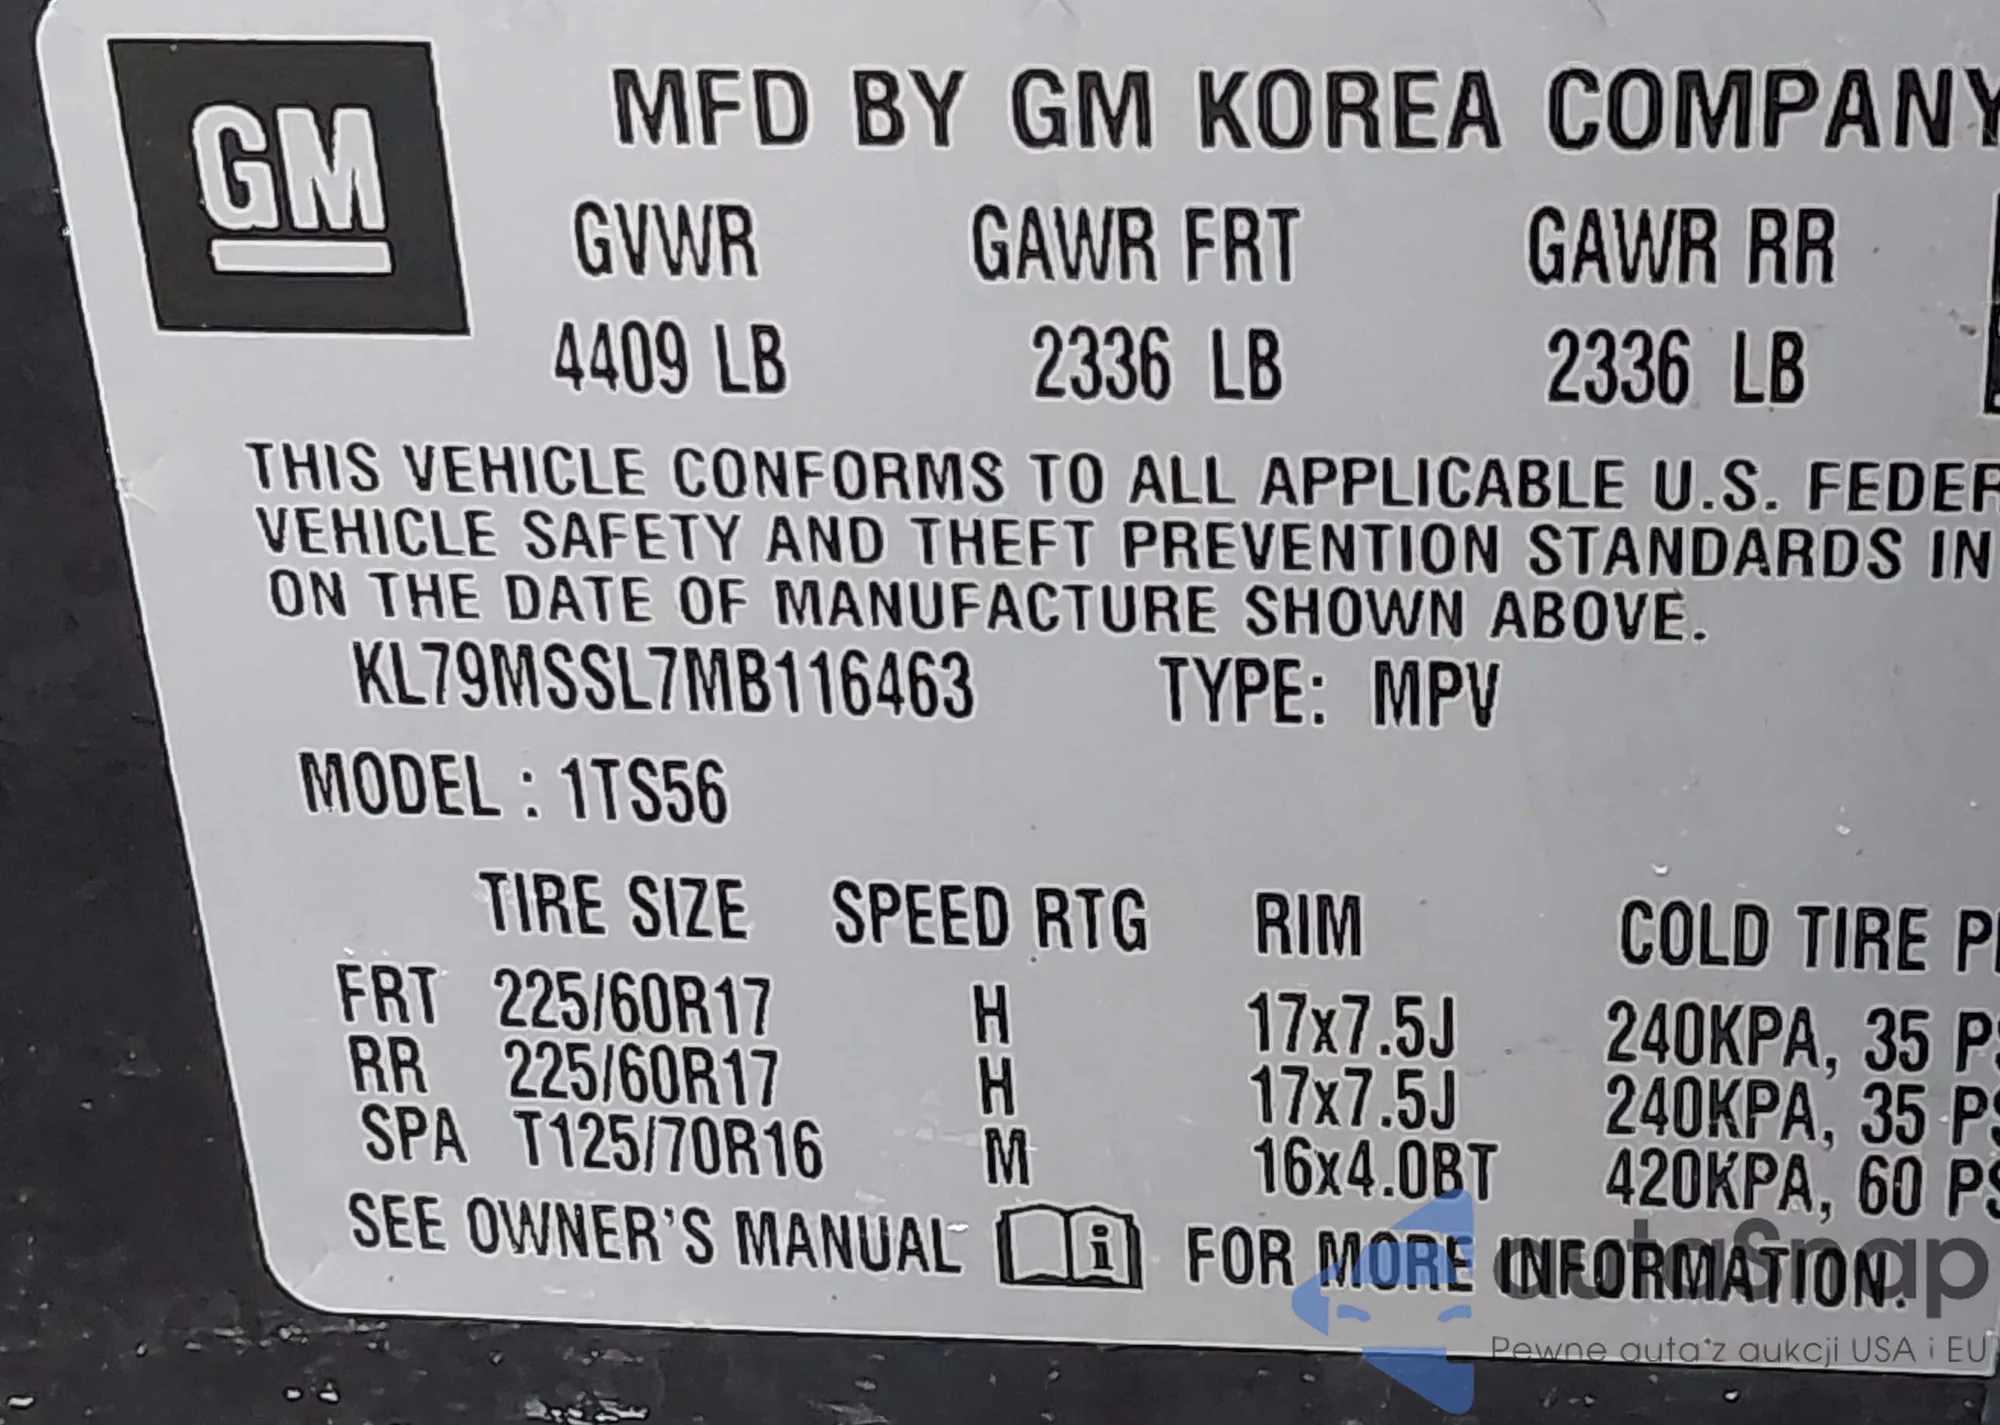 GM
MFD BY GM KOREA COMPANY
GVWR GAWR FRT GAWR RR
4409 LB 2336 LB 2336 LB
THIS VEHICLE CONFORMS TO ALL APPLICABLE U.S. FEDER
VEHICLE SAFETY AND THEFT PREVENTION STANDARDS IN
ON THE DATE OF MANUFACTURE SHOWN ABOVE.
KL79MSSL7MB116463 TYPE: MPV
MODEL : 1TS56
TIRE SIZE SPEED RTG RIM COLD TIRE P
FRT 225/60R17 H 17x7.5J 240KPA, 35 PS
RR 225/60R17 H 17x7.5J 240KPA, 35 PS
SPA T125/70R16 M 16x4.0BT 420KPA, 60 PS
SEE OWNER'S MANUAL i FOR MORE INFORMATION.
autaSnap
Pewne auta z aukcji USA i EU